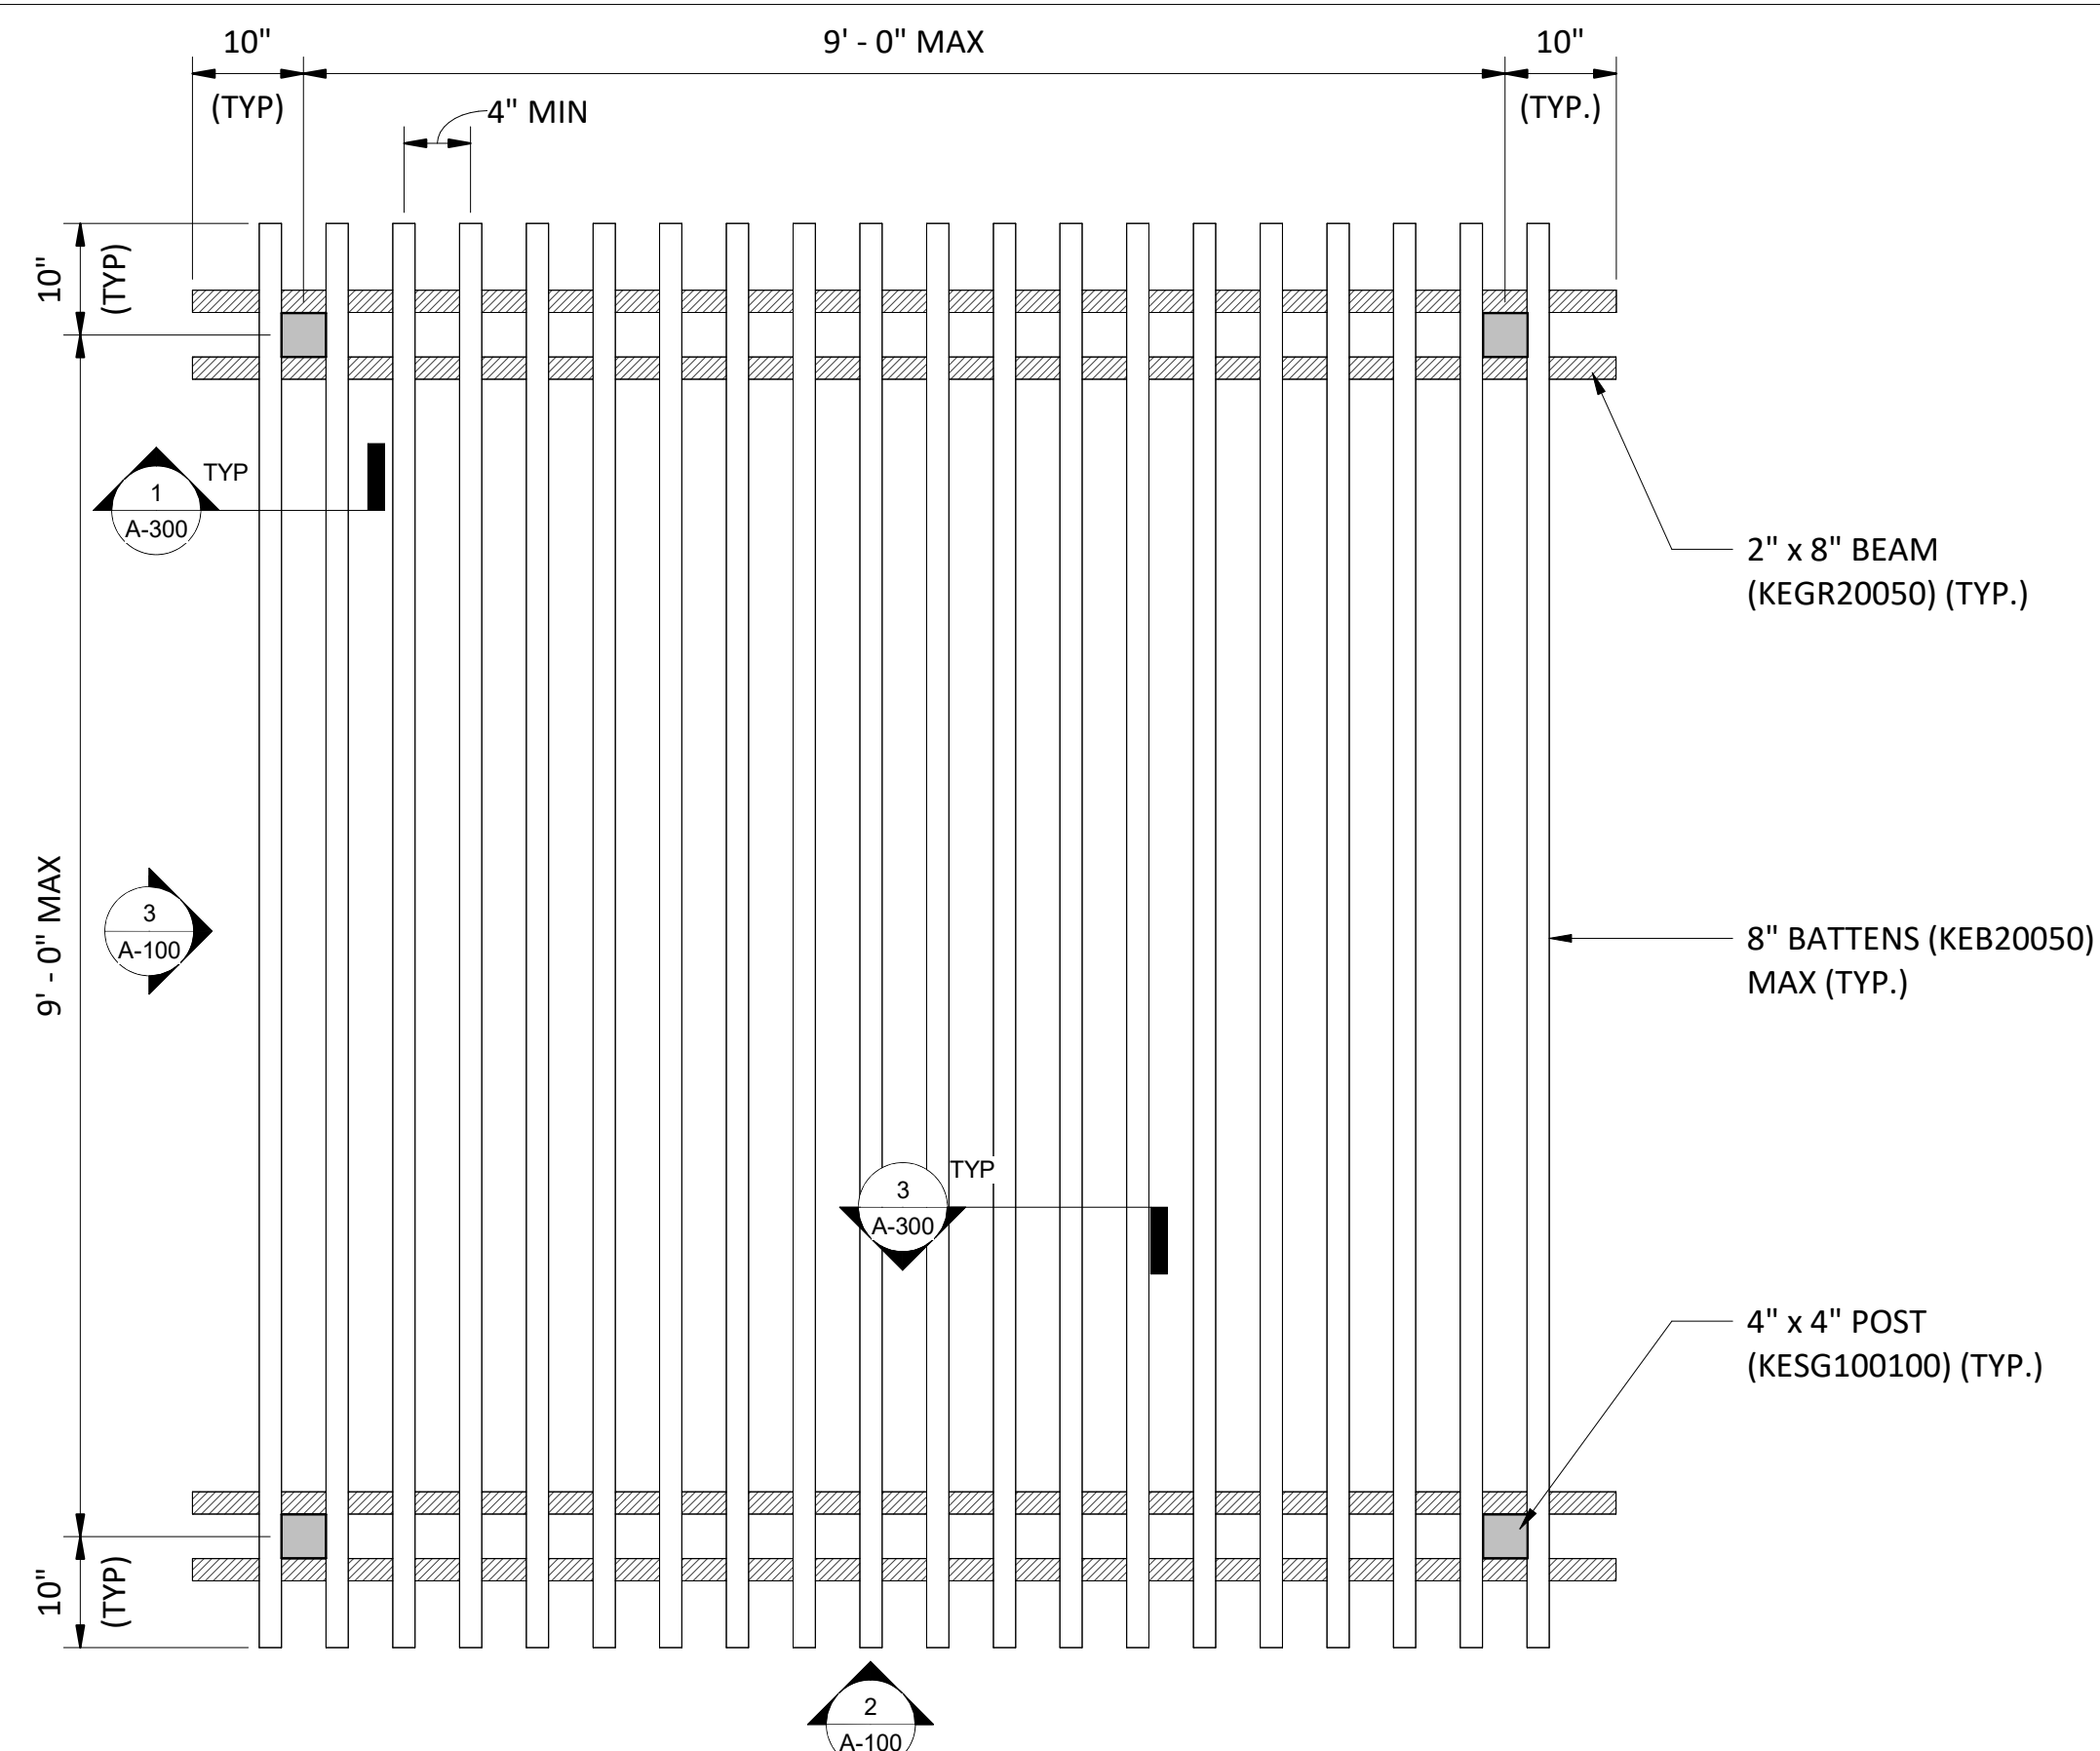 10"
9' - 0" MAX
10"
(TYP)
(TYP.)
4" MIN
10"
(TYP)
TYP
1
A-300
2" x 8" BEAM
(KEGR20050) (TYP.)
9' - 0" MAX
3
A-100
8" BATTENS (KEB20050)
MAX (TYP.)
TYP
3
A-300
4" x 4" POST
(KESG100100) (TYP.)
10"
(TYP)
2
A-100